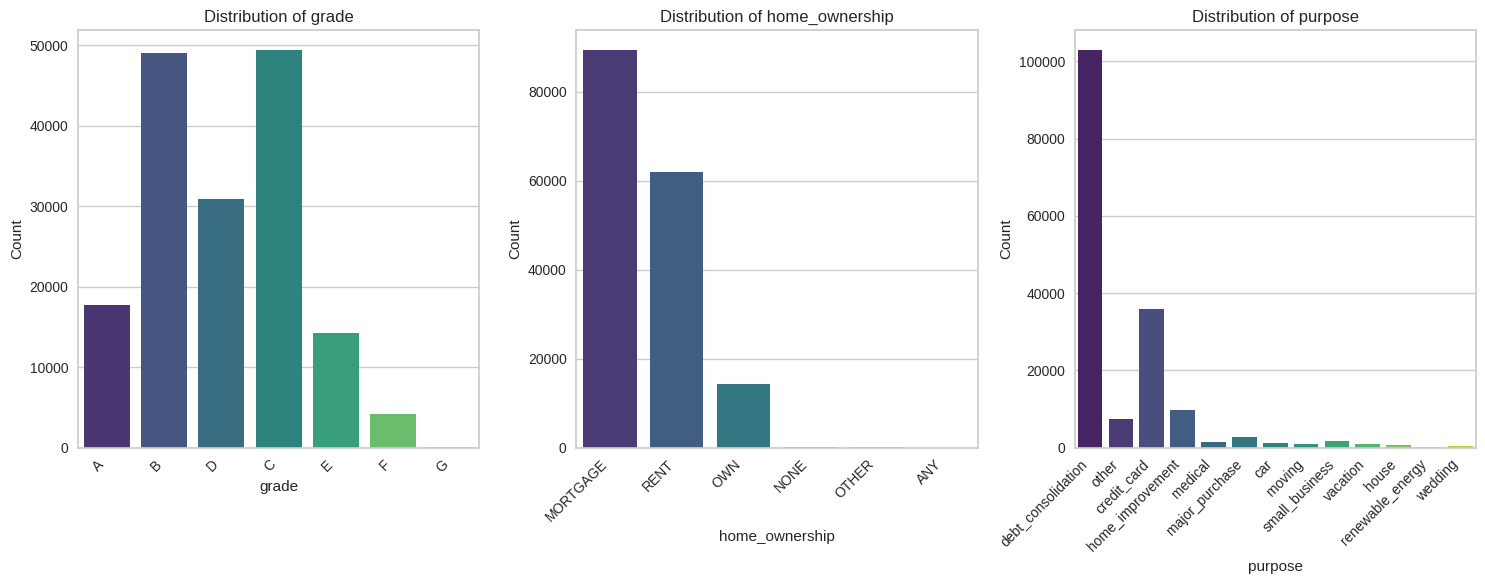 Distribution of grade
50000
40000
30000
20000
10000
0
Count
A B D C E F G
grade
Distribution of home_ownership
80000
60000
40000
20000
0
Count
MORTGAGE RENT OWN NONE OTHER ANY
home_ownership
Distribution of purpose
100000
80000
60000
40000
20000
0
Count
debt_consolidation other credit_card home_improvement medical major_purchase car moving small_business vacation house renewable_energy wedding
purpose